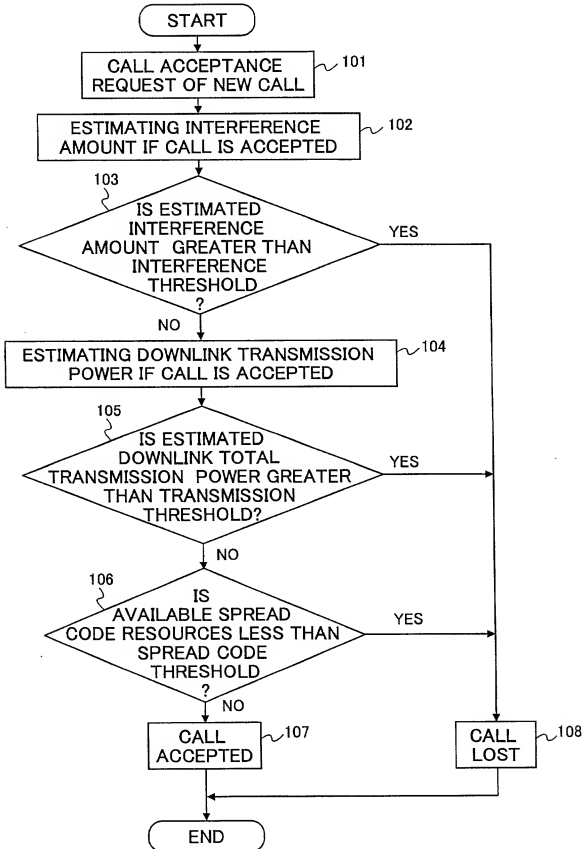 START
CALL ACCEPTANCE
REQUEST OF NEW CALL
101
ESTIMATING INTERFERENCE
AMOUNT IF CALL IS ACCEPTED
102
103
IS ESTIMATED
INTERFERENCE
AMOUNT GREATER THAN
INTERFERENCE
THRESHOLD
?
YES
NO
ESTIMATING DOWNLINK TRANSMISSION
POWER IF CALL IS ACCEPTED
104
105
IS ESTIMATED
DOWNLINK TOTAL
TRANSMISSION POWER GREATER
THAN TRANSMISSION
THRESHOLD?
YES
NO
106
IS
AVAILABLE SPREAD
CODE RESOURCES LESS THAN
SPREAD CODE
THRESHOLD
?
YES
NO
CALL
ACCEPTED
107
CALL
LOST
108
END